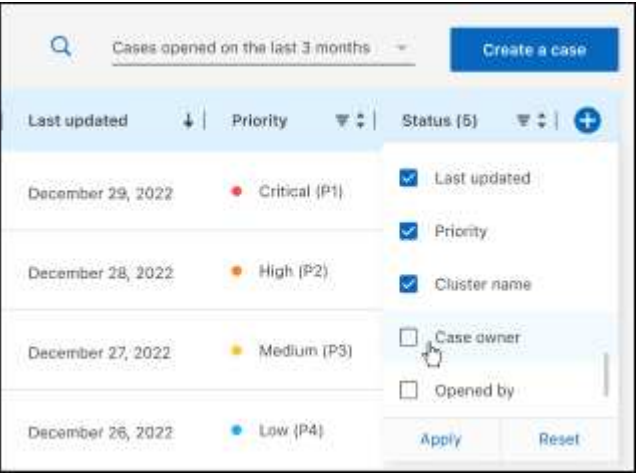 Cases opened on the last 3 months
Create a case
Last updated
Priority
Status (5)
December 29, 2022
Critical (P1)
December 28, 2022
High (P2)
December 27, 2022
Medium (P3)
December 26, 2022
Low (P4)
Last updated
Priority
Cluster name
Case owner
Opened by
Apply
Reset